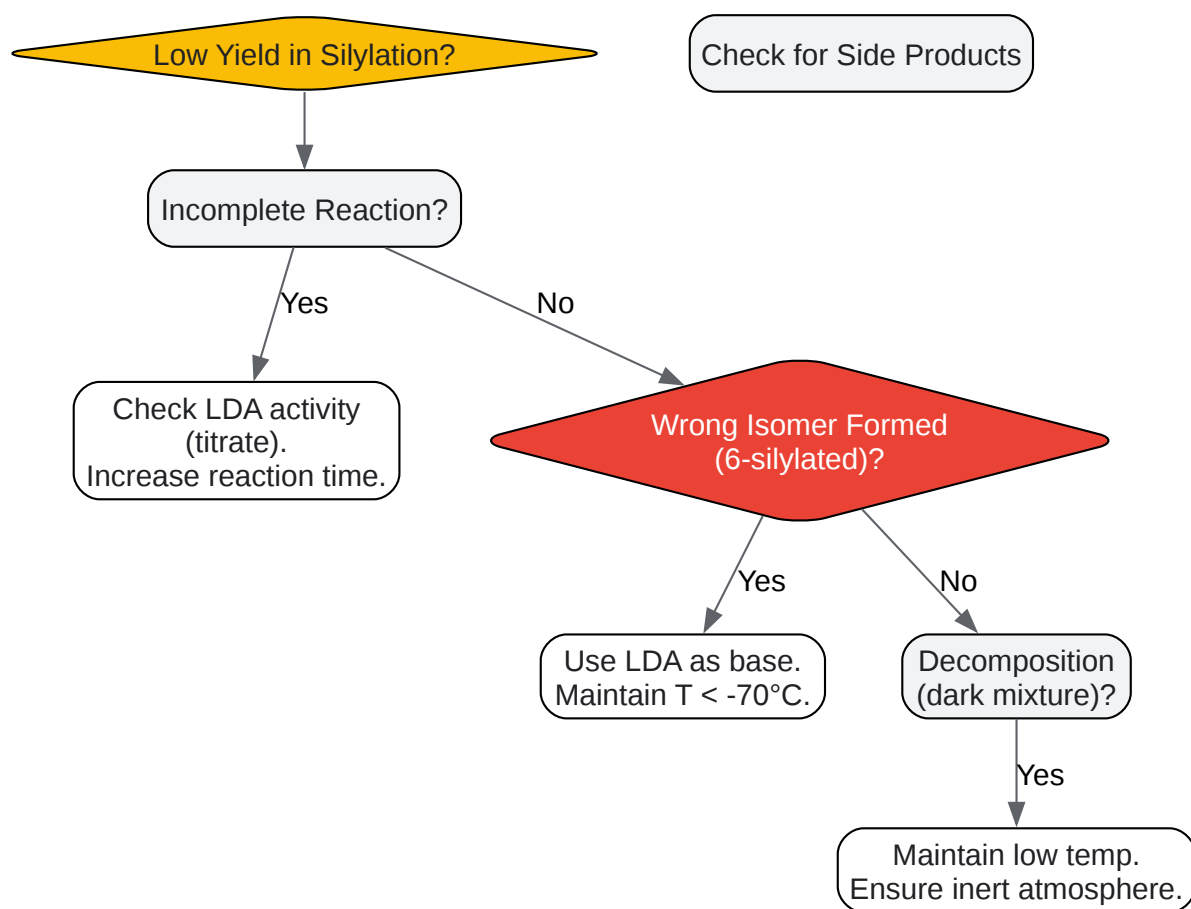 Low Yield in Silylation?
Check for Side Products
Incomplete Reaction?
Yes
No
Check LDA activity
(titrate).
Increase reaction time.
Wrong Isomer Formed
(6-silylated)?
Yes
No
Use LDA as base.
Maintain T < -70°C.
Decomposition
(dark mixture)?
Yes
Maintain low temp.
Ensure inert atmosphere.